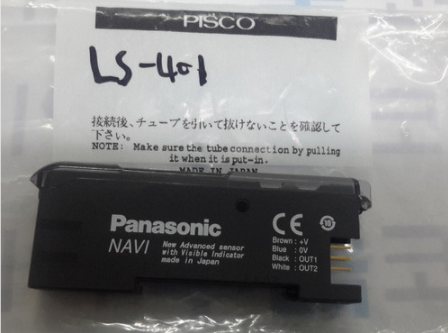 PISCO
LS-401
接続後、チューブを引いて抜けないことを確認して
下さい。
NOTE: Make sure the tube connection by pulling
it when it is put-in.
MADE IN JAPAN
Panasonic
NAVI
New Advanced sensor
with Visible Indicator
made in Japan
CE
10
Brown : +V
Blue : 0V
Black : OUT1
White : OUT2